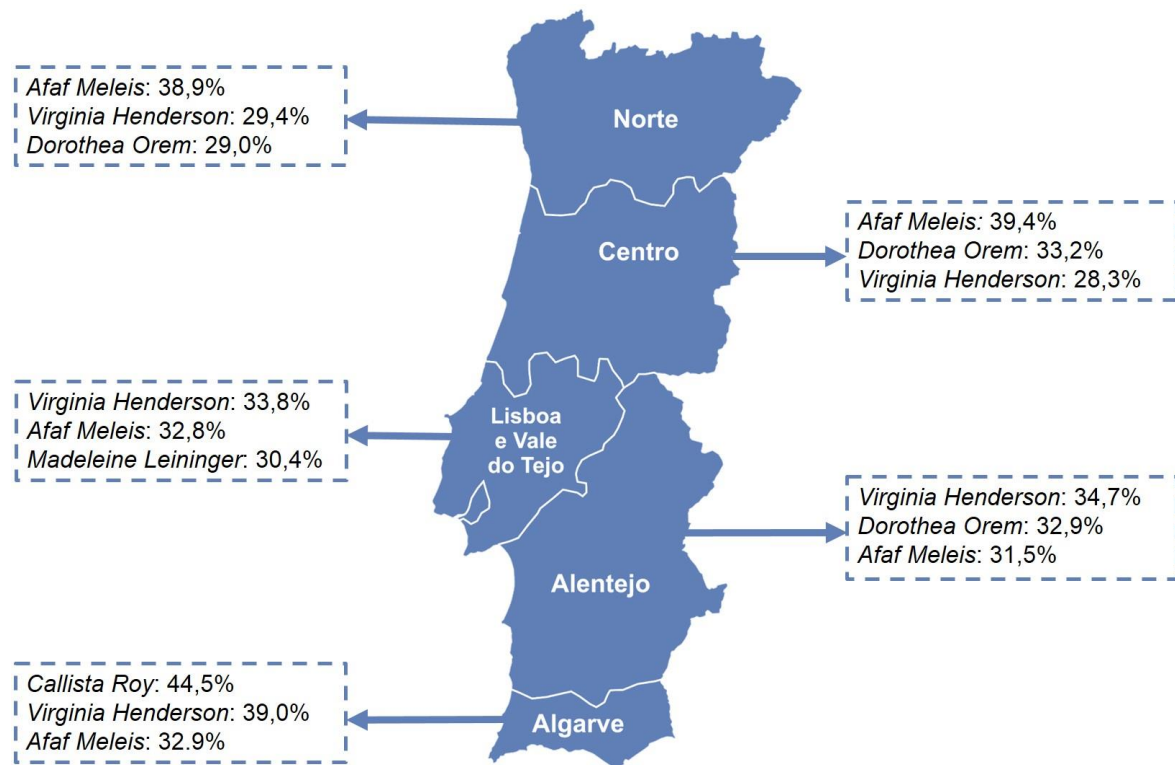 Afaf Meleis: 38,9%
Virginia Henderson: 29,4%
Dorothea Orem: 29,0%
Norte
Centro
Afaf Meleis: 39,4%
Dorothea Orem: 33,2%
Virginia Henderson: 28,3%
Virginia Henderson: 33,8%
Afaf Meleis: 32,8%
Madeleine Leininger: 30,4%
Lisboa
e Vale
do Tejo
Virginia Henderson: 34,7%
Dorothea Orem: 32,9%
Afaf Meleis: 31,5%
Alentejo
Callista Roy: 44,5%
Virginia Henderson: 39,0%
Afaf Meleis: 32.9%
Algarve